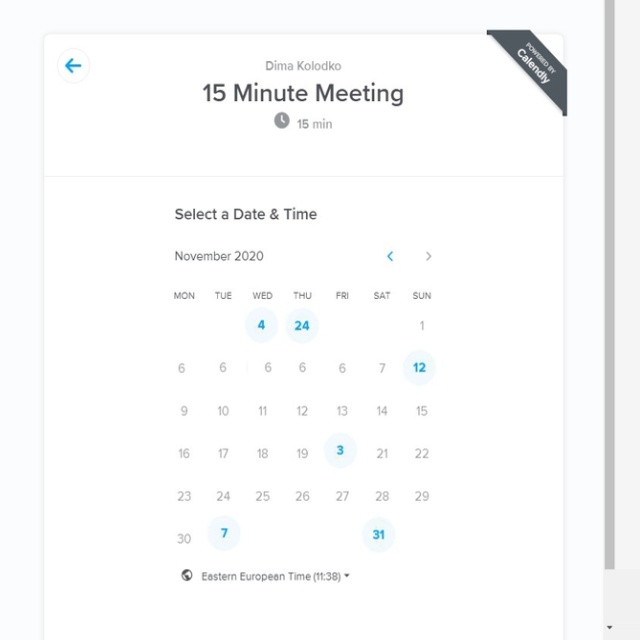 POWERED BY
Calendly
Dima Kolodko
15 Minute Meeting
15 min
Select a Date & Time
November 2020
MON TUE WED THU FRI SAT SUN
4 24 1
6 6 6 6 6 7 12
9 10 11 12 13 14 15
16 17 18 19 3 21 22
23 24 25 26 27 28 29
30 7 31
Eastern European Time (11:38)